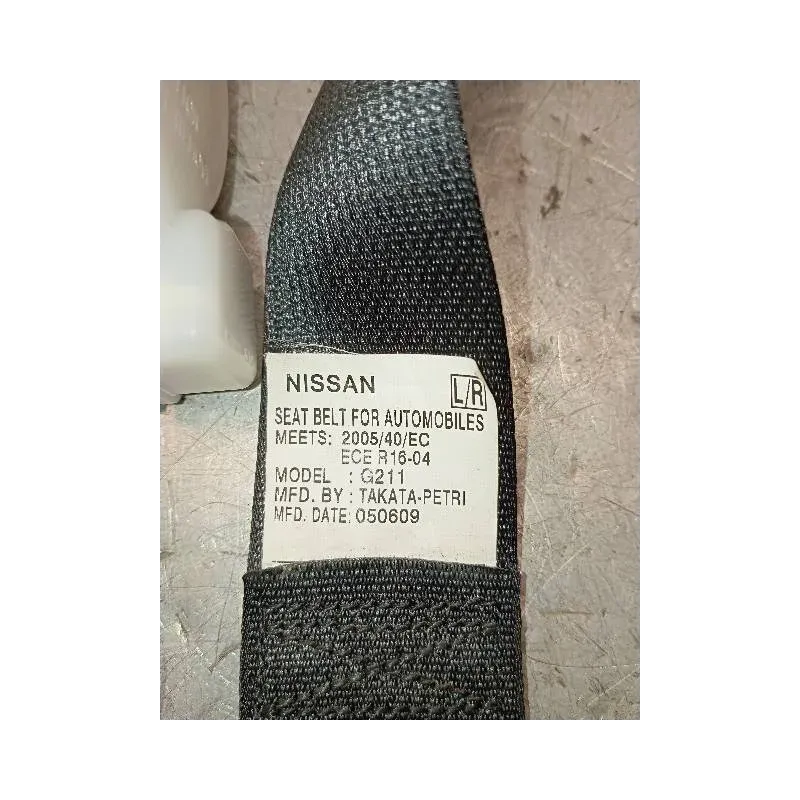 NISSAN L/R
SEAT BELT FOR AUTOMOBILES
MEETS: 2005/40/EC
ECE R16-04
MODEL : G211
MFD. BY : TAKATA-PETRI
MFD. DATE: 050609